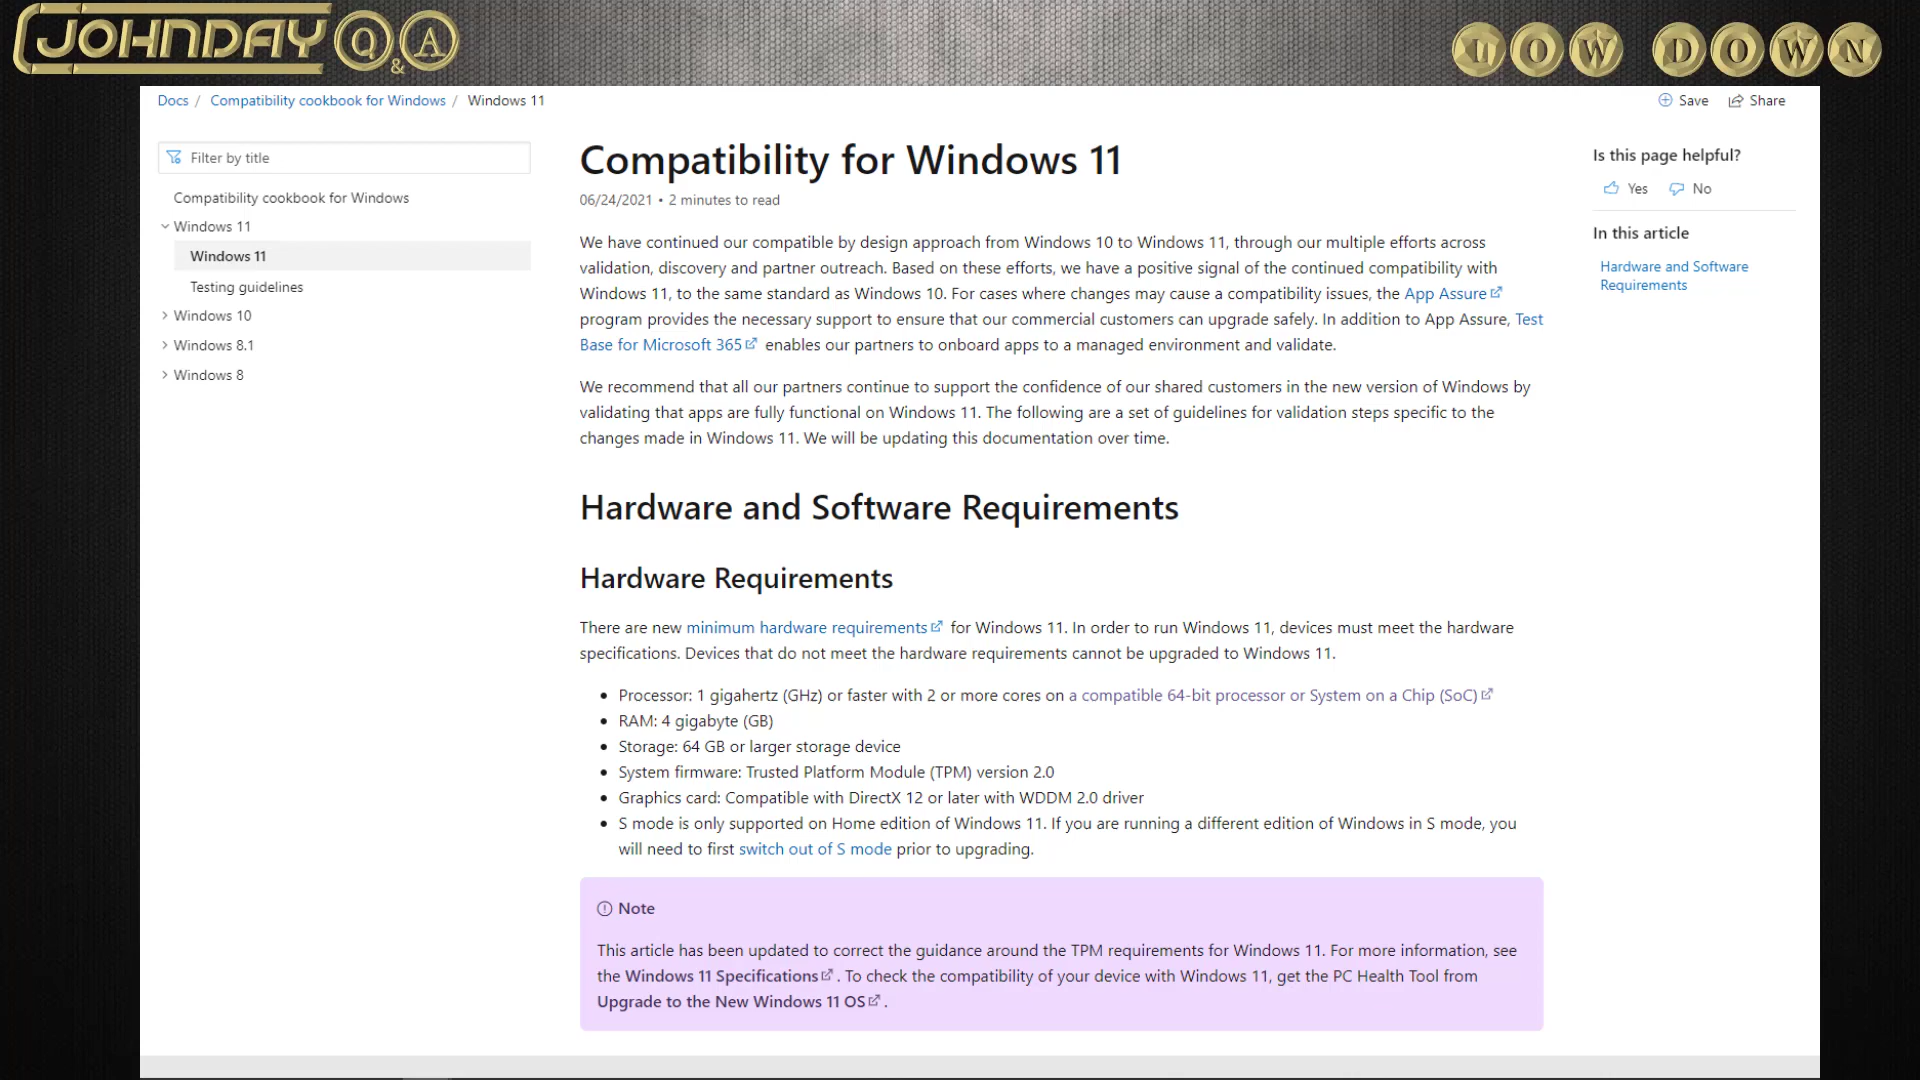 JOHNDAY Q & A
LOW DOWN
Docs / Compatibility cookbook for Windows / Windows 11
Save Share
Filter by title
Compatibility cookbook for Windows
Windows 11
Windows 11
Testing guidelines
Windows 10
Windows 8.1
Windows 8
Compatibility for Windows 11
06/24/2021 • 2 minutes to read
We have continued our compatible by design approach from Windows 10 to Windows 11, through our multiple efforts across
validation, discovery and partner outreach. Based on these efforts, we have a positive signal of the continued compatibility with
Windows 11, to the same standard as Windows 10. For cases where changes may cause a compatibility issues, the App Assure
program provides the necessary support to ensure that our commercial customers can upgrade safely. In addition to App Assure, Test
Base for Microsoft 365 enables our partners to onboard apps to a managed environment and validate.
We recommend that all our partners continue to support the confidence of our shared customers in the new version of Windows by
validating that apps are fully functional on Windows 11. The following are a set of guidelines for validation steps specific to the
changes made in Windows 11. We will be updating this documentation over time.
Hardware and Software Requirements
Hardware Requirements
There are new minimum hardware requirements for Windows 11. In order to run Windows 11, devices must meet the hardware
specifications. Devices that do not meet the hardware requirements cannot be upgraded to Windows 11.
• Processor: 1 gigahertz (GHz) or faster with 2 or more cores on a compatible 64-bit processor or System on a Chip (SoC)
• RAM: 4 gigabyte (GB)
• Storage: 64 GB or larger storage device
• System firmware: Trusted Platform Module (TPM) version 2.0
• Graphics card: Compatible with DirectX 12 or later with WDDM 2.0 driver
• S mode is only supported on Home edition of Windows 11. If you are running a different edition of Windows in S mode, you
will need to first switch out of S mode prior to upgrading.
Note
This article has been updated to correct the guidance around the TPM requirements for Windows 11. For more information, see
the Windows 11 Specifications . To check the compatibility of your device with Windows 11, get the PC Health Tool from
Upgrade to the New Windows 11 OS .
Is this page helpful?
Yes No
In this article
Hardware and Software
Requirements